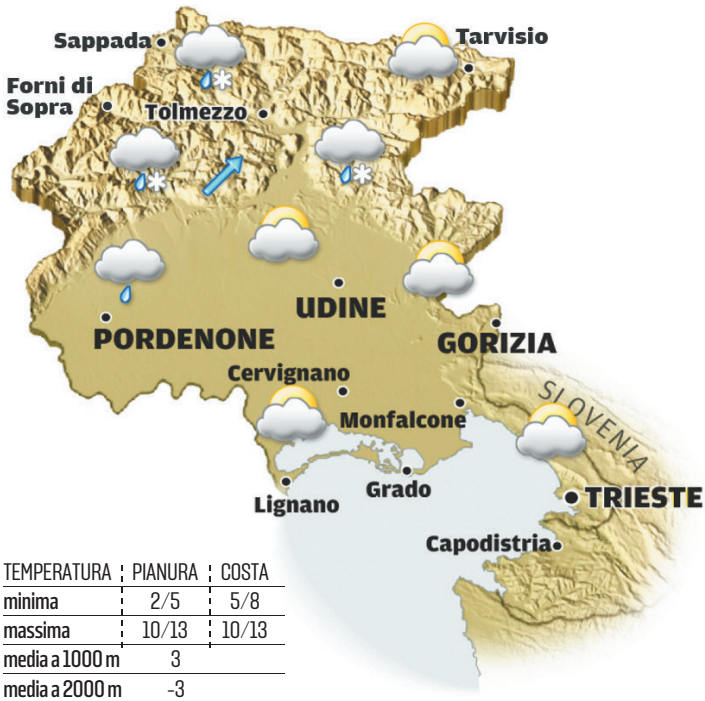 Sappada
Tarvisio
Forni di
Sopra
Tolmezzo
UDINE
PORDENONE
GORIZIA
Cervignano
SLOVENIA
Monfalcone
Grado
Lignano
TRIESTE
Capodistria
TEMPERATURA PIANURA COSTA
minima 2/5 5/8
massima 10/13 10/13
media a 1000 m 3
media a 2000 m -3